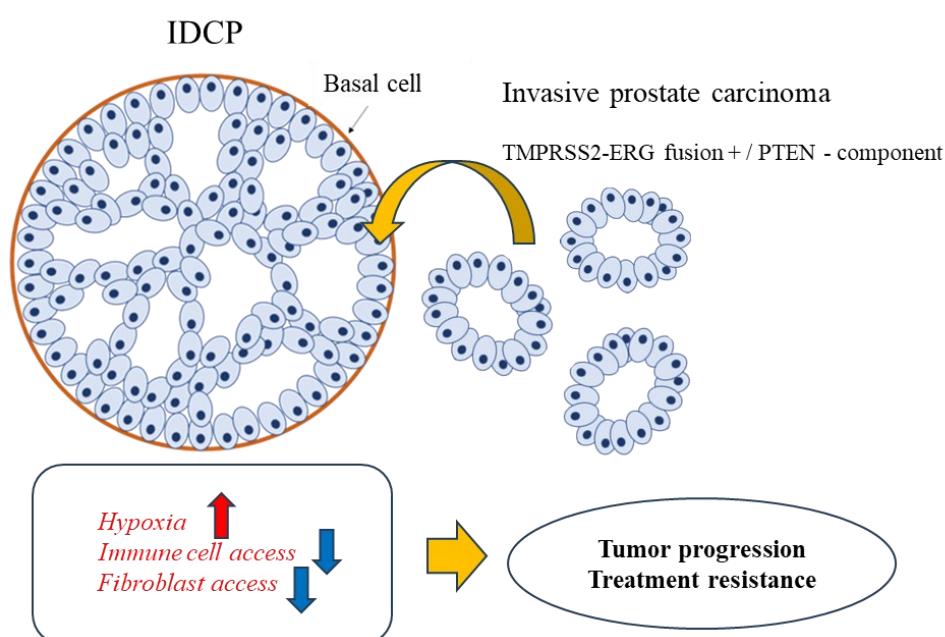 IDCP
Basal cell
Invasive prostate carcinoma
TMPRSS2-ERG fusion + / PTEN - component
Hypoxia
Immune cell access
Fibroblast access
Tumor progression
Treatment resistance